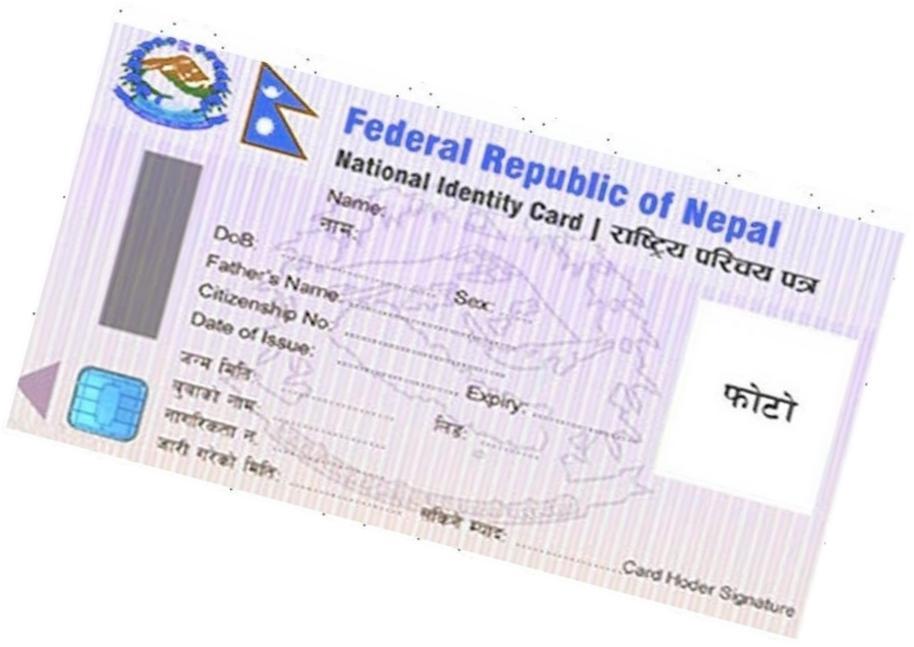 Federal Republic of Nepal
National Identity Card | राष्ट्रिय परिचय पत्र
Name:
नाम:
DoB: Sex:
Father's Name
Citizenship No:
Date of Issue: Expiry:
जन्म मिति: लिङ:
बुवाको नाम
नागरिकता न.
जारी गरेको मिति: सकिने म्याद:
Card Hoder Signature
फोटो